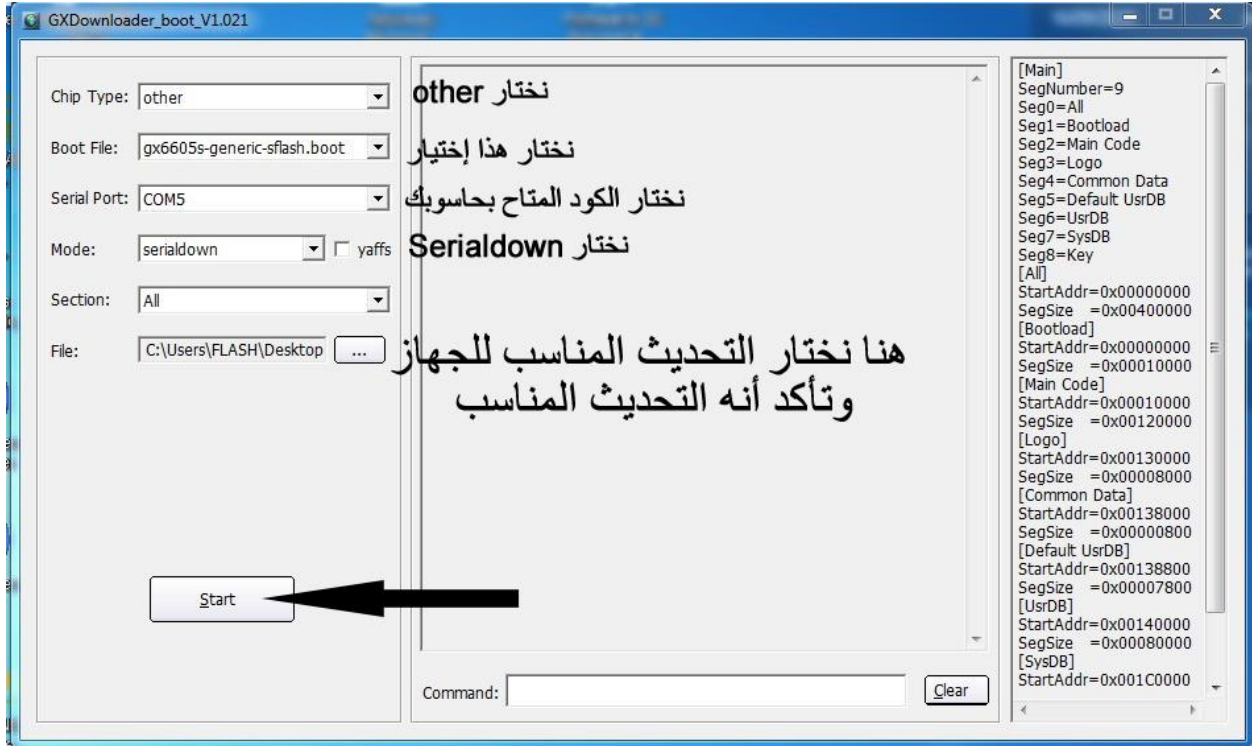 GXDownloader_boot_V1.021
Chip Type: other
نختار other
Boot File: gx6605s-generic-sflash.boot
نختار هذا إختيار
Serial Port: COM5
نختار الكود المتاح بحاسوبك
Mode: serialdown yaffs
نختار Serialdown
Section: All
File: C:\Users\FLASH\Desktop ...
هنا نختار التحديث المناسب للجهاز
وتأكد أنه التحديث المناسب
Start
Command:
Clear
[Main]
SegNumber=9
Seg0=All
Seg1=Bootload
Seg2=Main Code
Seg3=Logo
Seg4=Common Data
Seg5=Default UsrDB
Seg6=UsrDB
Seg7=SysDB
Seg8=Key
[All]
StartAddr=0x00000000
SegSize =0x00400000
[Bootload]
StartAddr=0x00000000
SegSize =0x00010000
[Main Code]
StartAddr=0x00010000
SegSize =0x00120000
[Logo]
StartAddr=0x00130000
SegSize =0x00008000
[Common Data]
StartAddr=0x00138000
SegSize =0x00000800
[Default UsrDB]
StartAddr=0x00138800
SegSize =0x00007800
[UsrDB]
StartAddr=0x00140000
SegSize =0x00080000
[SysDB]
StartAddr=0x001C0000